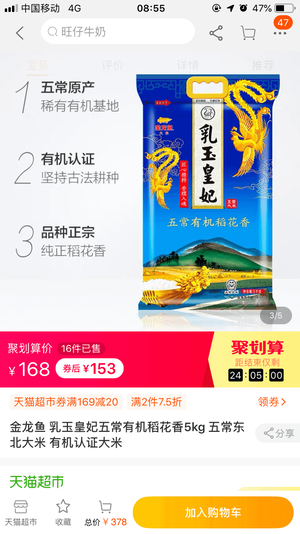 中国移动 4G 08:55 47%
旺仔牛奶
47
宝贝 评价 详情 推荐
1 五常原产
稀有有机基地
2 有机认证
坚持古法耕种
3 品种正宗
纯正稻花香
乳玉皇妃
五常有机稻花香
3/5
聚划算价 16件已售
¥168 券后 ¥153
聚划算
距结束仅剩
24:05:00
天猫超市券满169减20 满2件7.5折 领券>
金龙鱼 乳玉皇妃五常有机稻花香5kg 五常东
北大米 有机认证大米
天猫超市
天猫超市 收藏 总价 ¥378 加入购物车